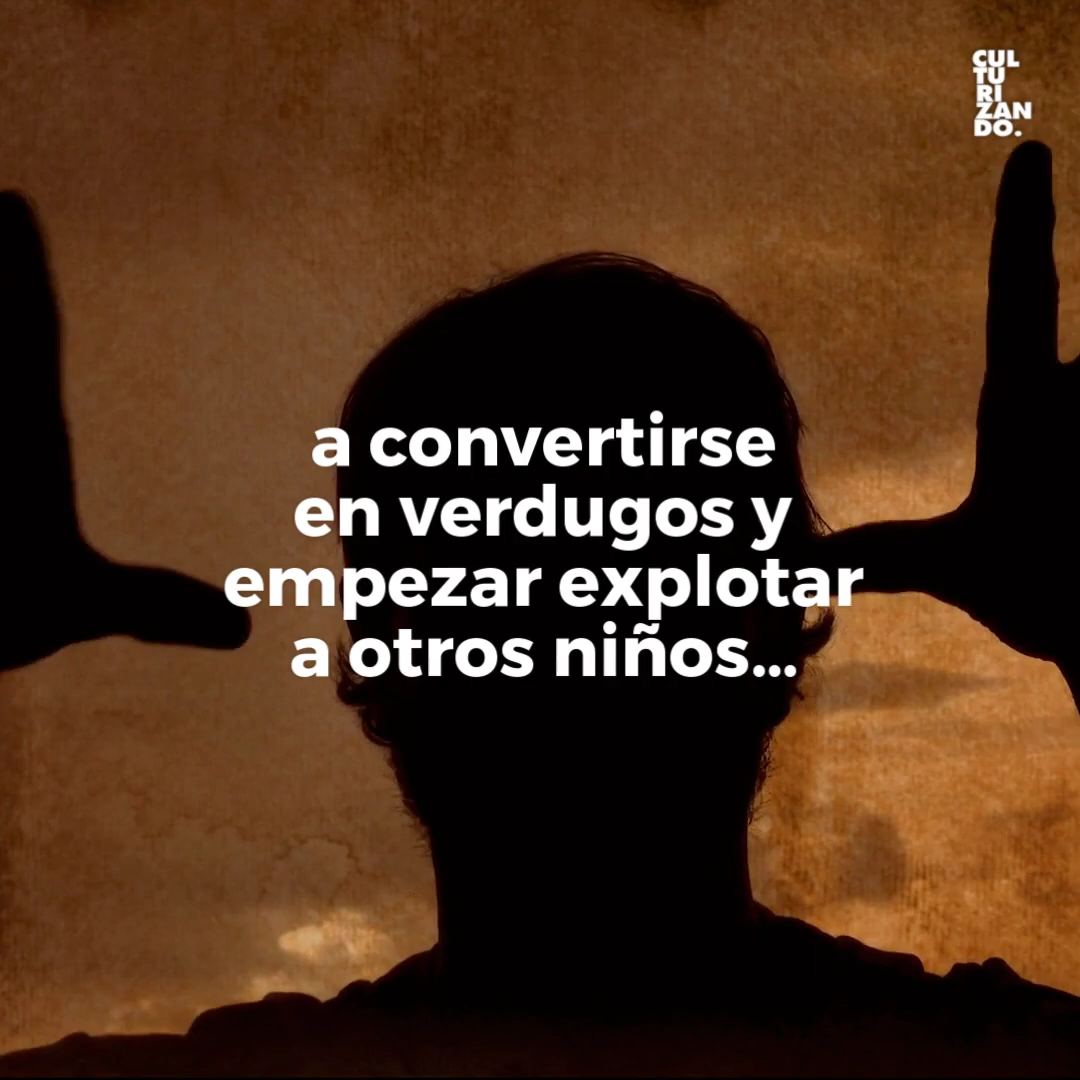 CUL
TU
RI
ZAN
DO.
a convertirse
en verdugos y
empezar explotar
a otros niños...